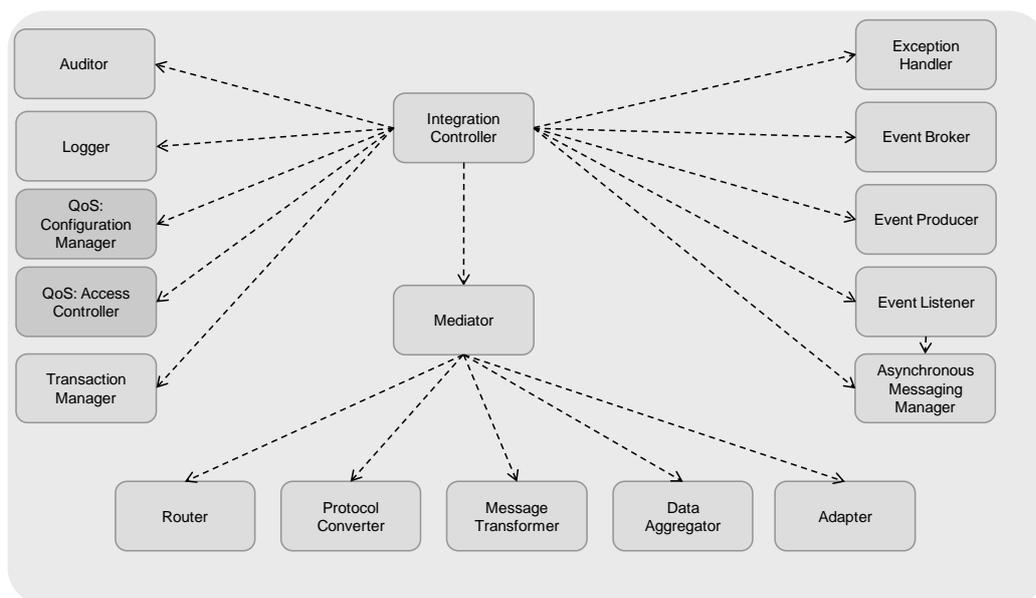 Auditor
Logger
QoS:
Configuration
Manager
QoS: Access
Controller
Transaction
Manager
Integration
Controller
Mediator
Exception
Handler
Event Broker
Event Producer
Event Listener
Asynchronous
Messaging
Manager
Router
Protocol
Converter
Message
Transformer
Data
Aggregator
Adapter